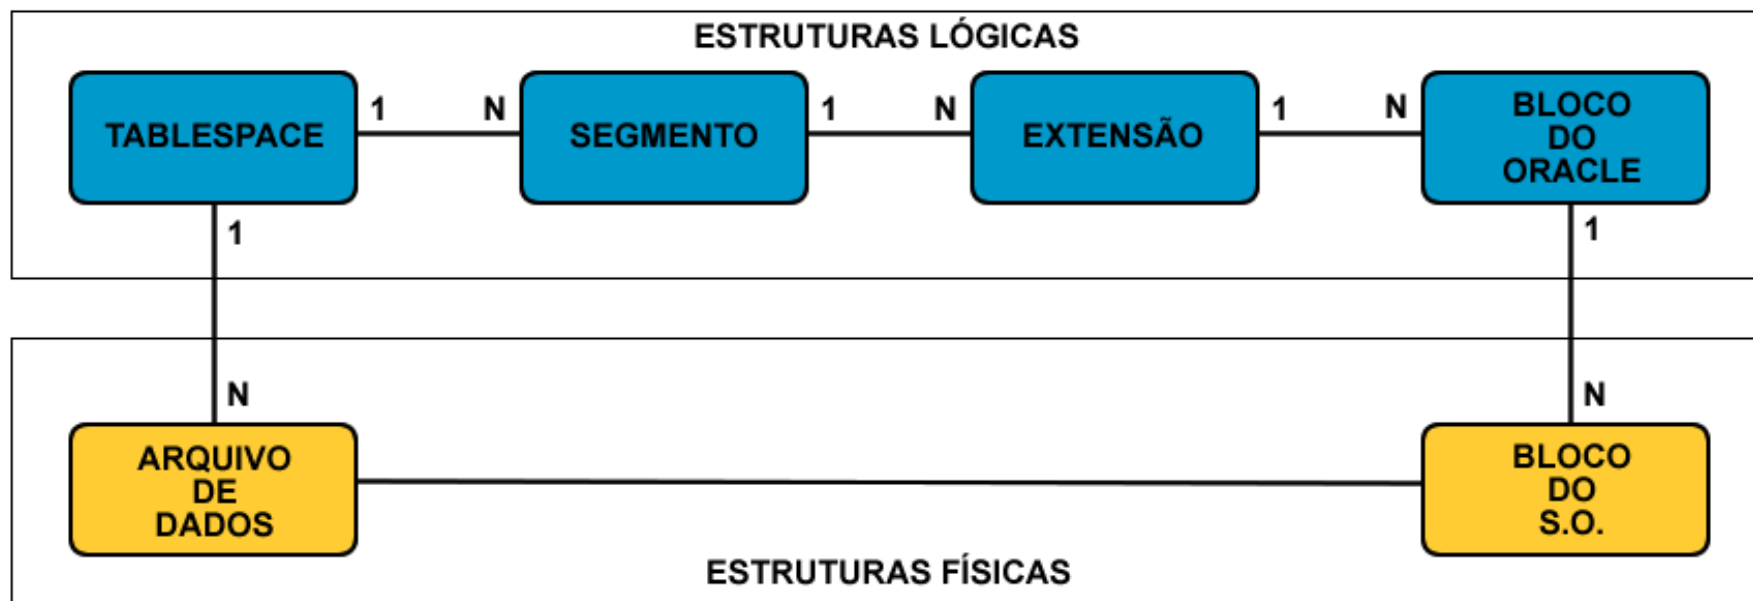 ESTRUTURAS LÓGICAS
TABLESPACE
1
N
SEGMENTO
1
N
EXTENSÃO
1
N
BLOCO
DO
ORACLE
1
1
N
N
ARQUIVO
DE
DADOS
BLOCO
DO
S.O.
ESTRUTURAS FÍSICAS